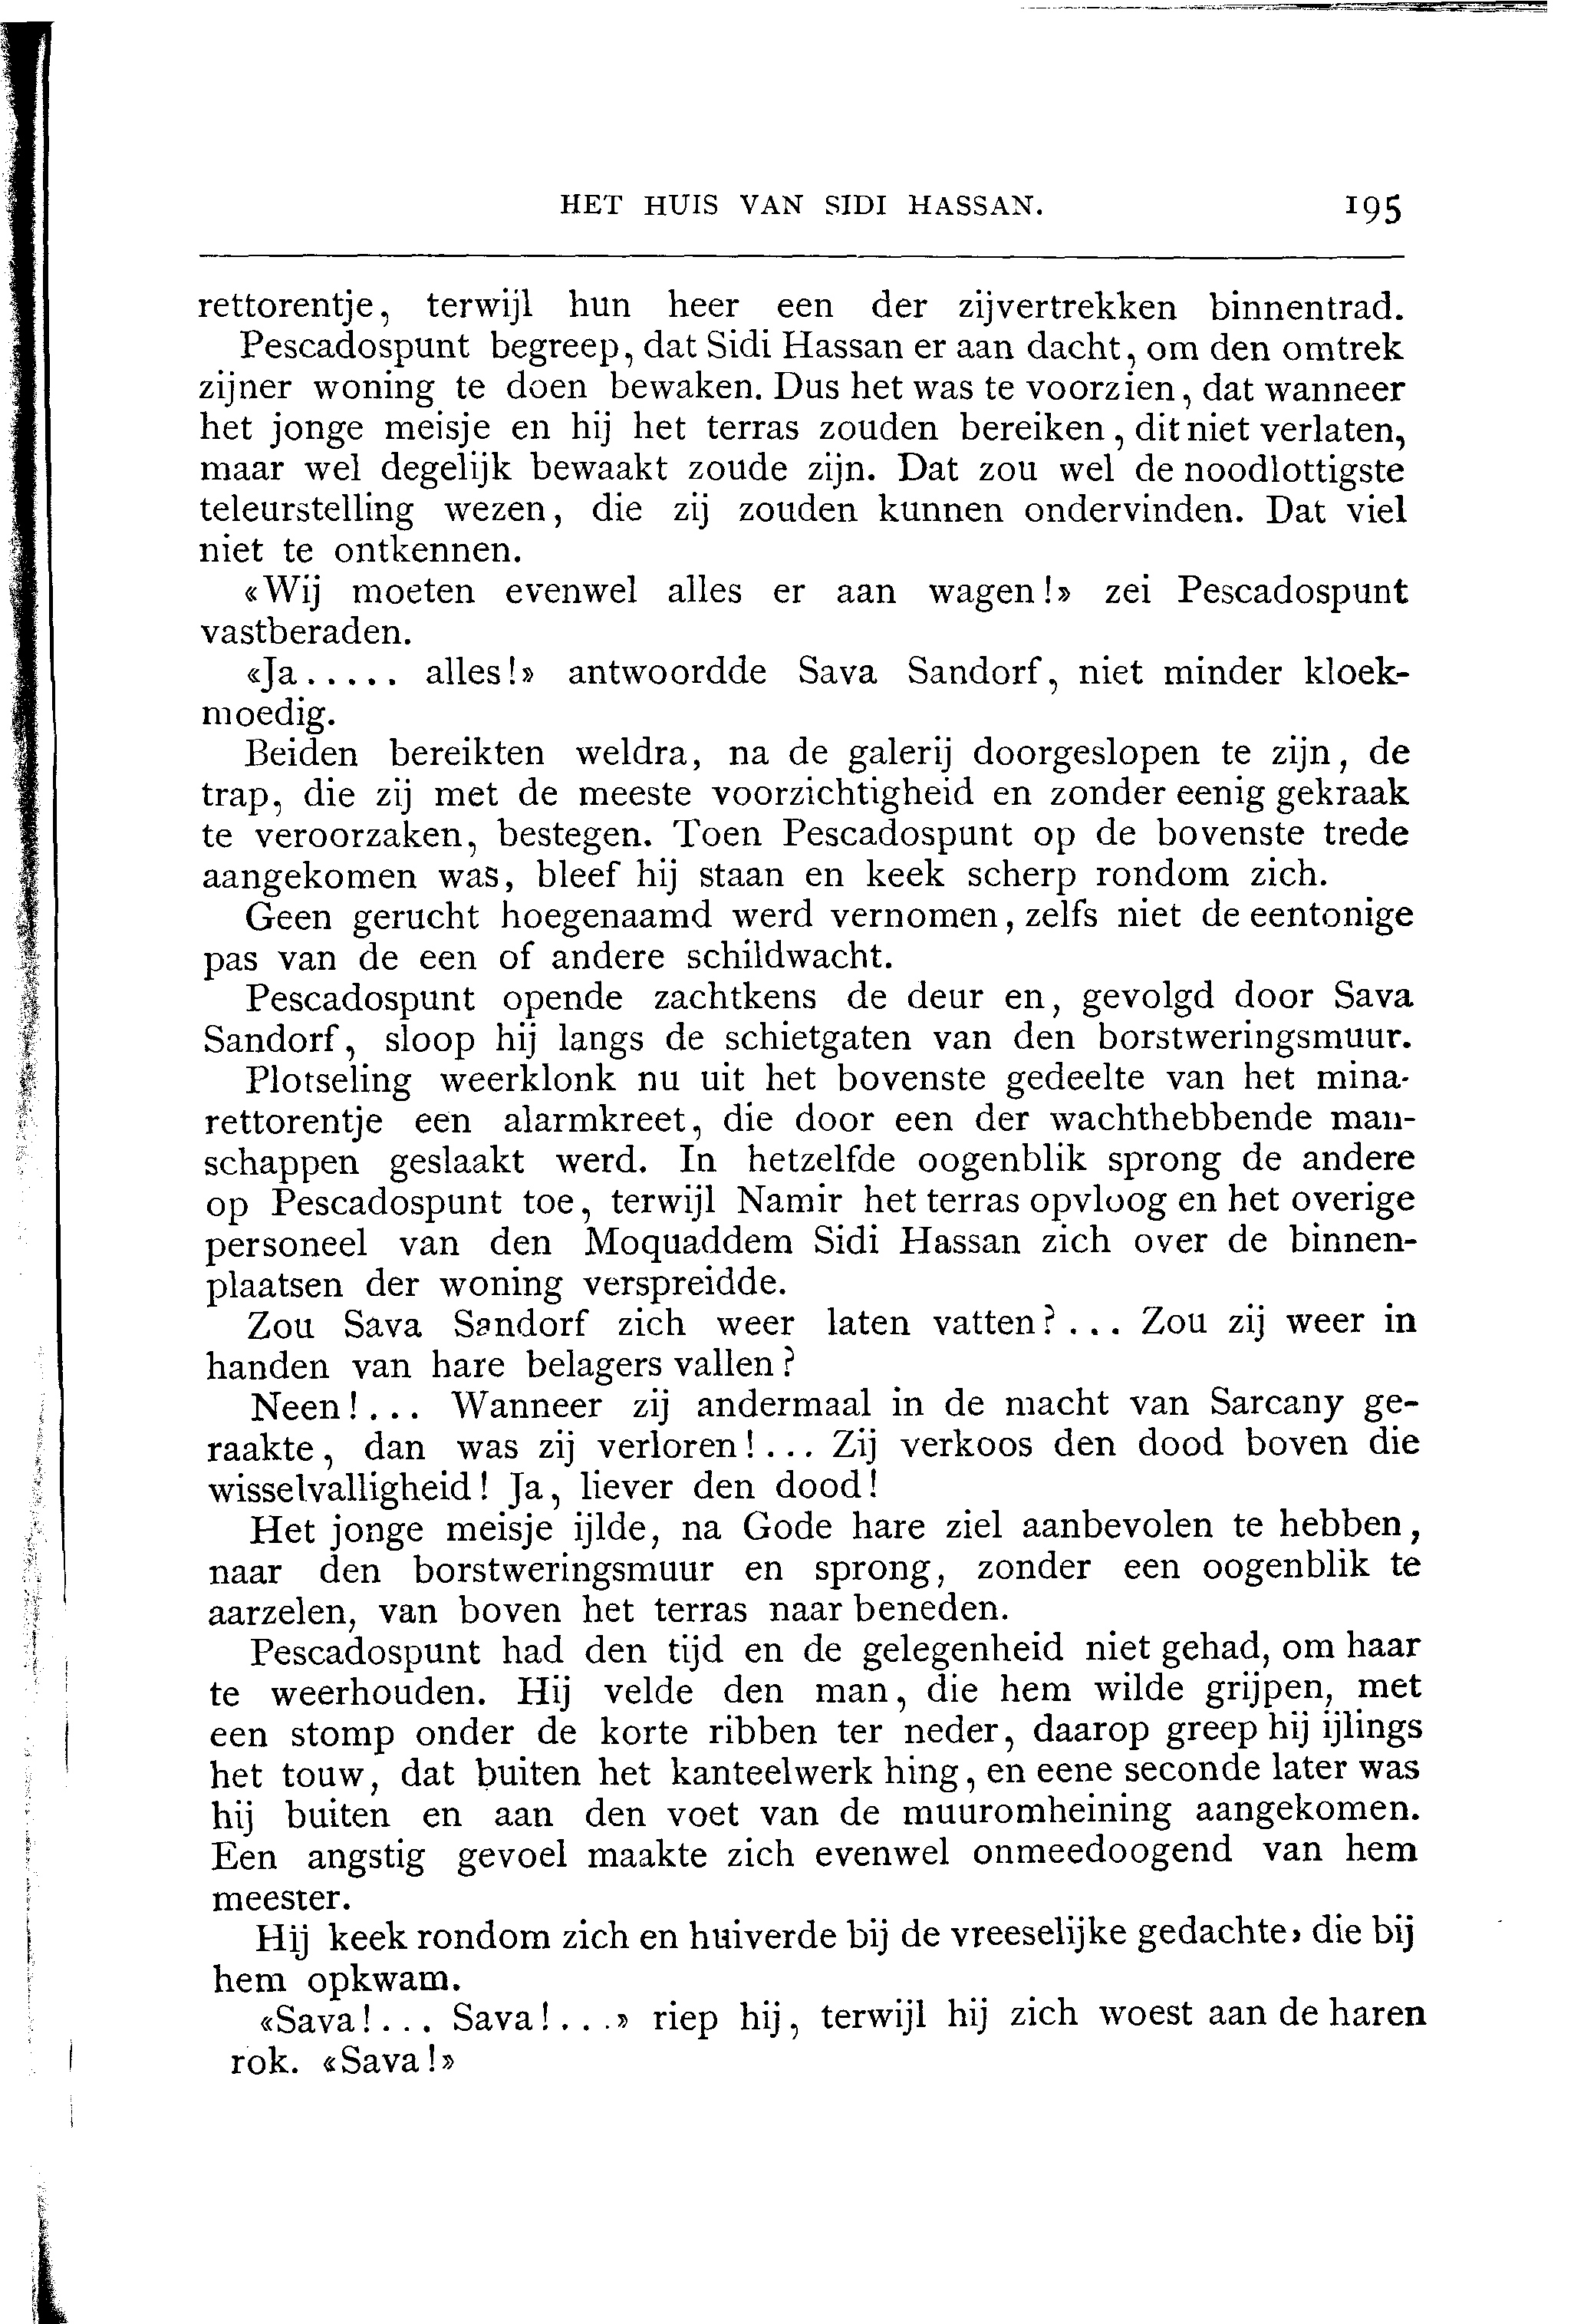 HET HUIS VAN SIDI HASSAN. 195
rettorentje, terwijl hun heer een der zijvertrekken binnentrad.
Pescadospunt begreep, dat Sidi Hassan er aan dacht, om den omtrek
zijner woning te doen bewaken. Dus het was te voorzien, dat wanneer
het jonge meisje en hij het terras zouden bereiken, dit niet verlaten,
maar wel degelijk bewaakt zoude zijn. Dat zou wel de noodlottigste
teleurstelling wezen, die zij zouden kunnen ondervinden. Dat viel
niet te ontkennen.
«Wij moeten evenwel alles er aan wagen!» zei Pescadospunt
vastberaden.
«Ja..... alles!» antwoordde Sava Sandorf, niet minder kloek-
moedig.
Beiden bereikten weldra, na de galerij doorgeslopen te zijn, de
trap, die zij met de meeste voorzichtigheid en zonder eenig gekraak
te veroorzaken, bestegen. Toen Pescadospunt op de bovenste trede
aangekomen was, bleef hij staan en keek scherp rondom zich.
Geen gerucht hoegenaamd werd vernomen, zelfs niet de eentonige
pas van de een of andere schildwacht.
Pescadospunt opende zachtkens de deur en, gevolgd door Sava
Sandorf, sloop hij langs de schietgaten van den borstweringsmuur.
Plotseling weerklonk nu uit het bovenste gedeelte van het mina-
rettorentje een alarmkreet, die door een der wachthebbende man-
schappen geslaakt werd. In hetzelfde oogenblik sprong de andere
op Pescadospunt toe, terwijl Namir het terras opvloog en het overige
personeel van den Moquaddem Sidi Hassan zich over de binnen-
plaatsen der woning verspreidde.
Zou Sava Sandorf zich weer laten vatten?... Zou zij weer in
handen van hare belagers vallen?
Neen!... Wanneer zij andermaal in de macht van Sarcany ge-
raakte, dan was zij verloren!... Zij verkoos den dood boven die
wisselvalligheid! Ja, liever den dood!
Het jonge meisje ijlde, na Gode hare ziel aanbevolen te hebben,
naar den borstweringsmuur en sprong, zonder een oogenblik te
aarzelen, van boven het terras naar beneden.
Pescadospunt had den tijd en de gelegenheid niet gehad, om haar
te weerhouden. Hij velde den man, die hem wilde grijpen, met
een stomp onder de korte ribben ter neder, daarop greep hij ijlings
het touw, dat buiten het kanteelwerk hing, en eene seconde later was
hij buiten en aan den voet van de muuromheining aangekomen.
Een angstig gevoel maakte zich evenwel onmeedoogend van hem
meester.
Hij keek rondom zich en huiverde bij de vreeselijke gedachte, die bij
hem opkwam.
«Sava!... Sava!...» riep hij, terwijl hij zich woest aan de haren
rok. «Sava!»